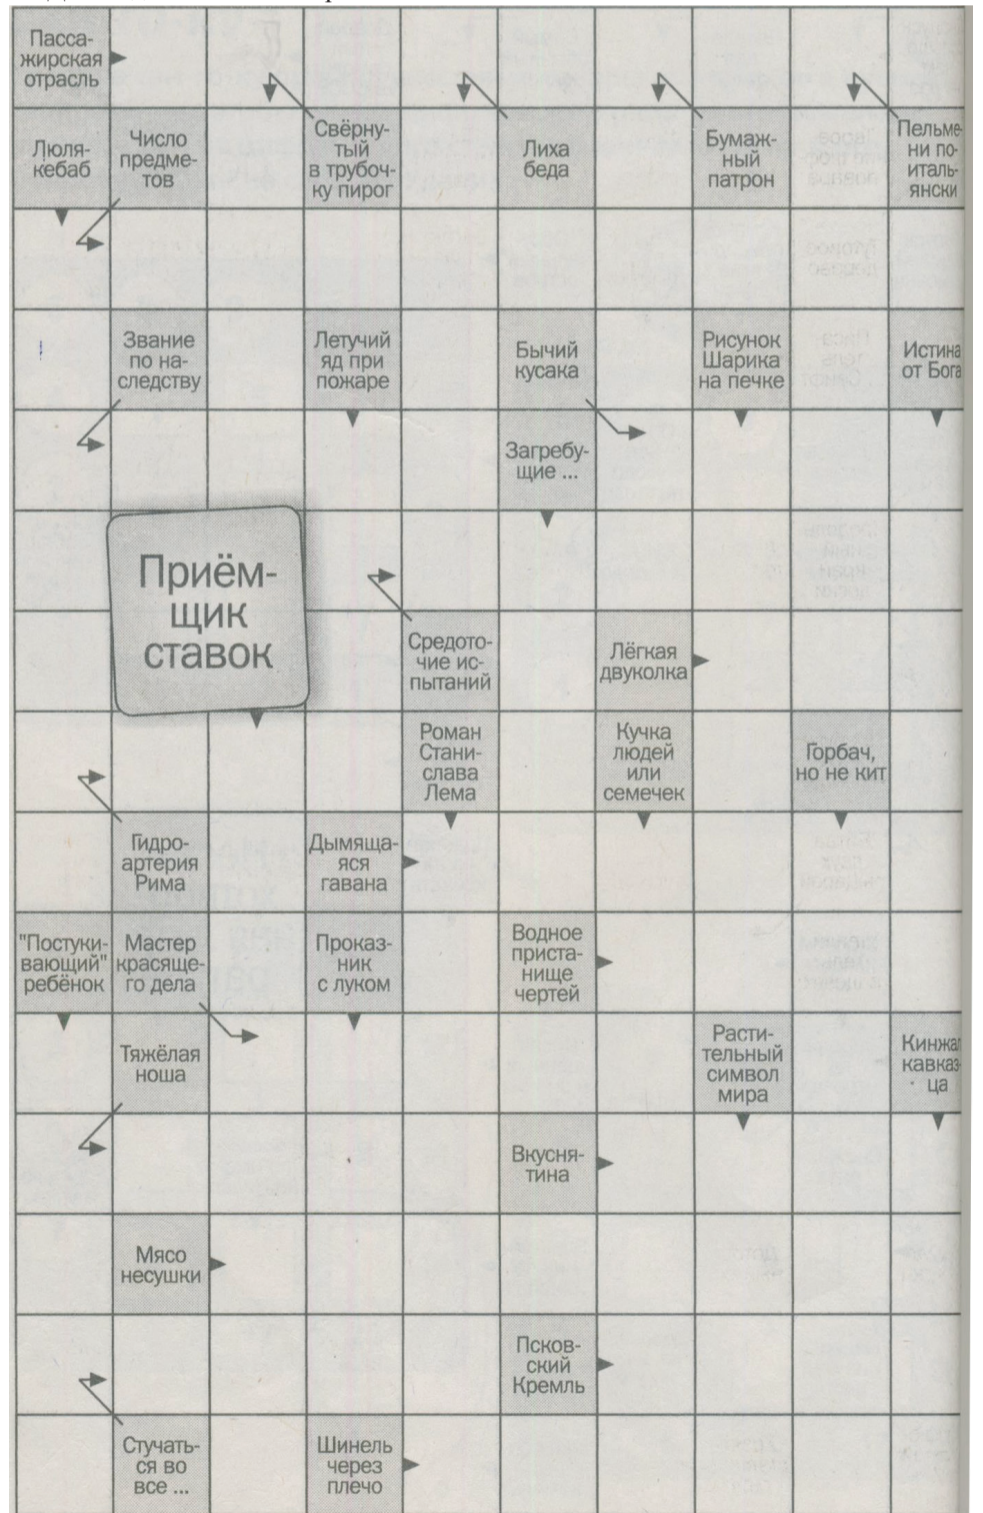 Пасса-
жирская
отрасль
Люля-
кебаб
Число
предме-
тов
Свёрну-
тый
в трубоч-
ку пирог
Лиха
беда
Бумаж-
ный
патрон
Пельме-
ни по-
италь-
янски
Звание
по на-
следству
Летучий
яд при
пожаре
Бычий
кусака
Рисунок
Шарика
на печке
Истина
от Бога
Загребу-
щие ...
Приём-
щик
ставок
Средото-
чие ис-
пытаний
Лёгкая
двуколка
Роман
Стани-
слава
Лема
Кучка
людей
или
семечек
Горбач,
но не кит
Гидро-
артерия
Рима
Дымяща-
яся
гавана
"Постуки-
вающий"
ребёнок
Мастер
красяще-
го дела
Проказ-
ник
с луком
Водное
приста-
нище
чертей
Тяжёлая
ноша
Расти-
тельный
символ
мира
Кинжал
кавказ-
ца
Вкусня-
тина
Мясо
несушки
Псков-
ский
Кремль
Стучать-
ся во
все ...
Шинель
через
плечо